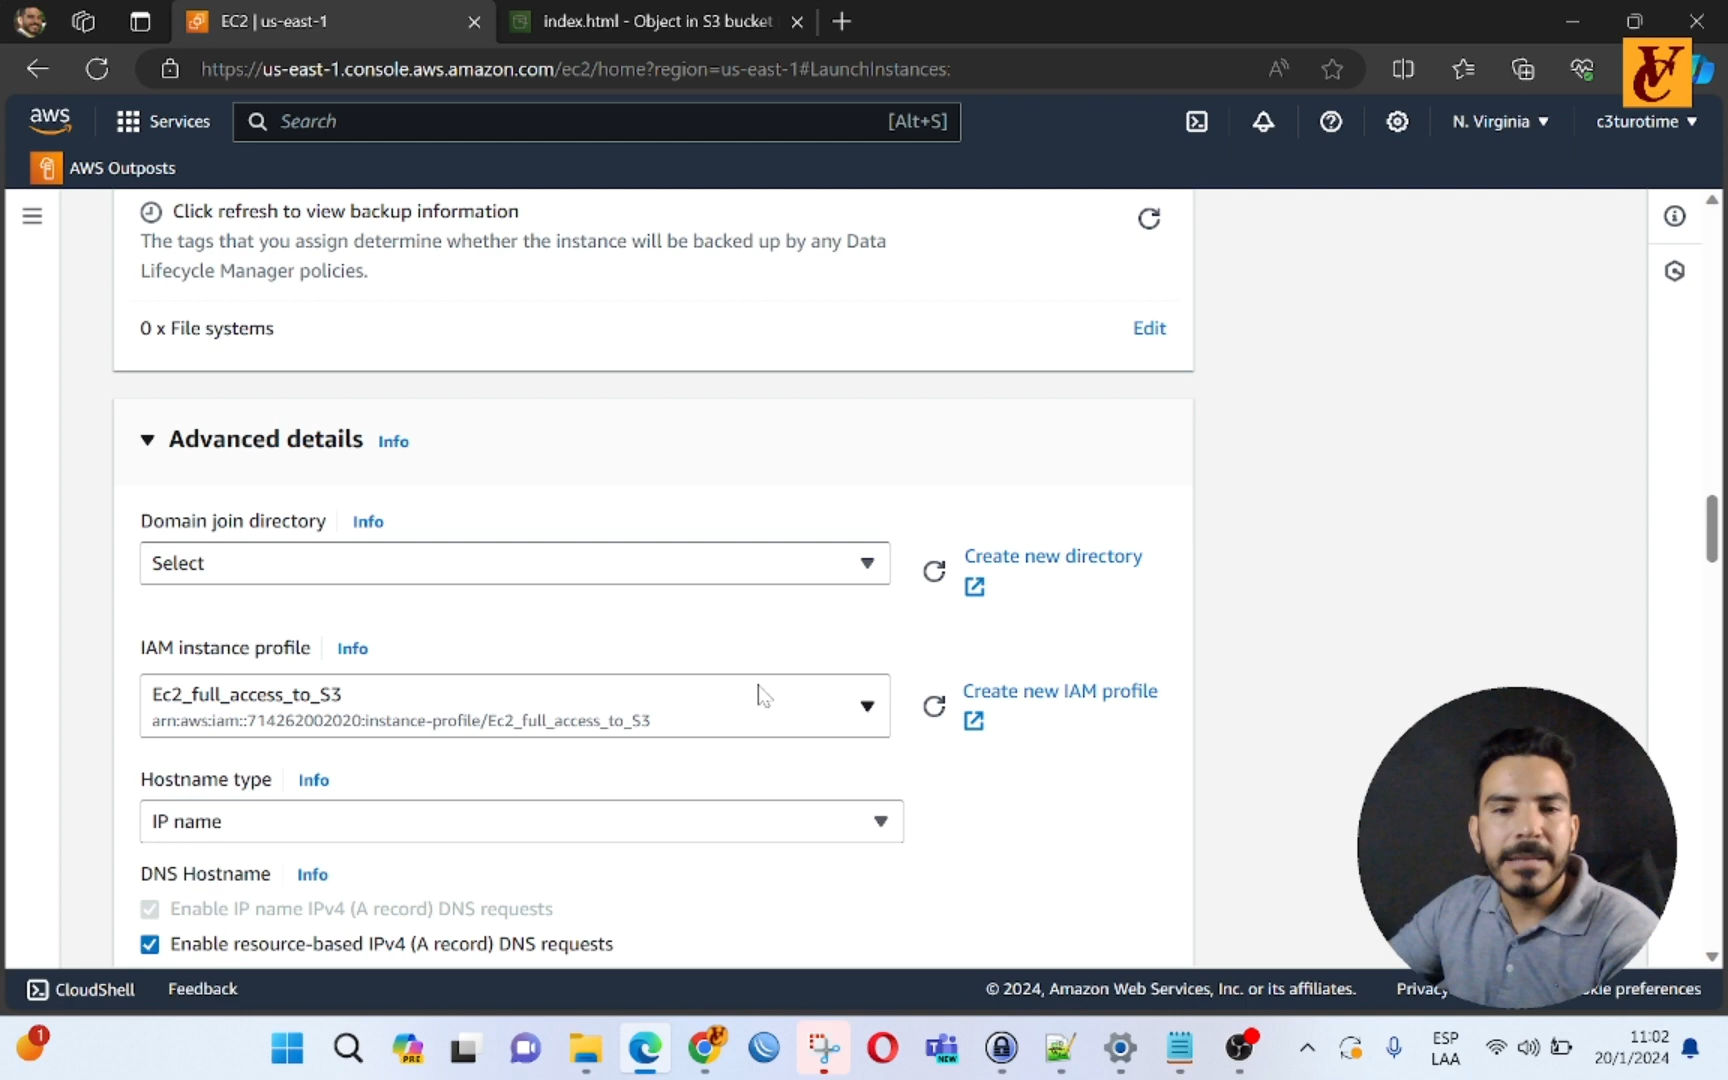 EC2 | us-east-1
index.html - Object in S3 bucket
https://us-east-1.console.aws.amazon.com/ec2/home?region=us-east-1#LaunchInstances:
aws
Services
Search
[Alt+S]
N. Virginia
c3turotime
AWS Outposts
Click refresh to view backup information
The tags that you assign determine whether the instance will be backed up by any Data
Lifecycle Manager policies.
0 x File systems
Edit
Advanced details Info
Domain join directory Info
Select
Create new directory
IAM instance profile Info
Ec2_full_access_to_S3
arn:aws:iam::714262002020:instance-profile/Ec2_full_access_to_S3
Create new IAM profile
Hostname type Info
IP name
DNS Hostname Info
Enable IP name IPv4 (A record) DNS requests
Enable resource-based IPv4 (A record) DNS requests
CloudShell
Feedback
© 2024, Amazon Web Services, Inc. or its affiliates.
Privacy
kie preferences
1
PRE
NEW
ESP
LAA
11:02
20/1/2024